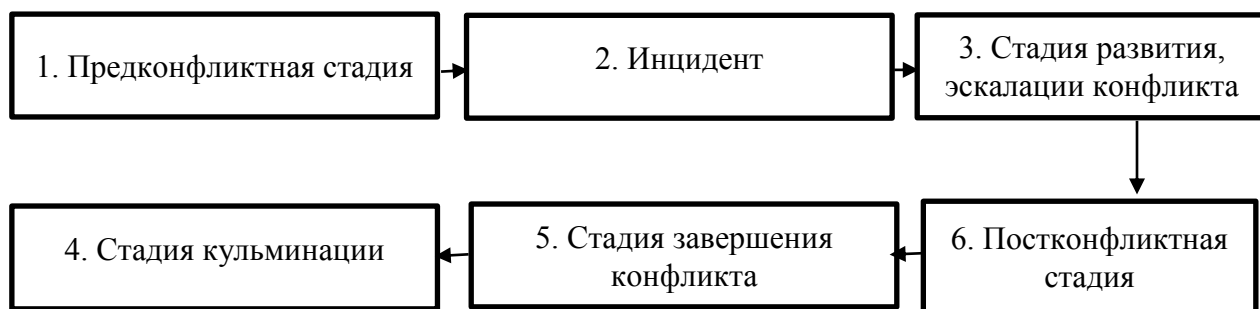 1. Предконфликтная стадия
2. Инцидент
3. Стадия развития,
эскалации конфликта
4. Стадия кульминации
5. Стадия завершения
конфликта
6. Постконфликтная
стадия